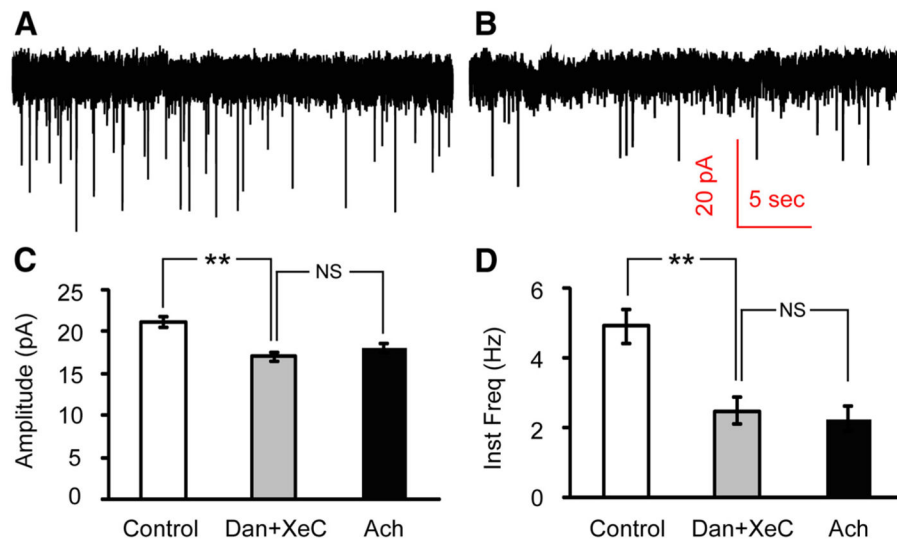 A
B
20 pA
5 sec
C
**
NS
25
20
15
10
5
0
Amplitude (pA)
Control
Dan+XeC
Ach
D
**
NS
6
4
2
0
Inst Freq (Hz)
Control
Dan+XeC
Ach